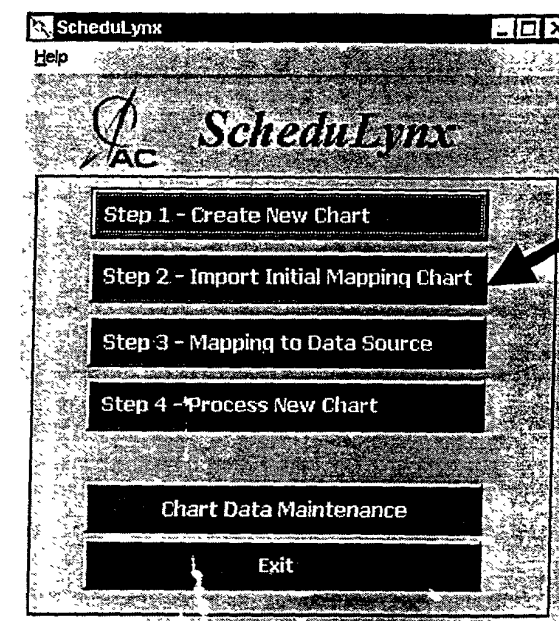 ScheduLynx
Help
AC
ScheduLynx
Step 1 - Create New Chart
Step 2 - Import Initial Mapping Chart
Step 3 - Mapping to Data Source
Step 4 - Process New Chart
Chart Data Maintenance
Exit